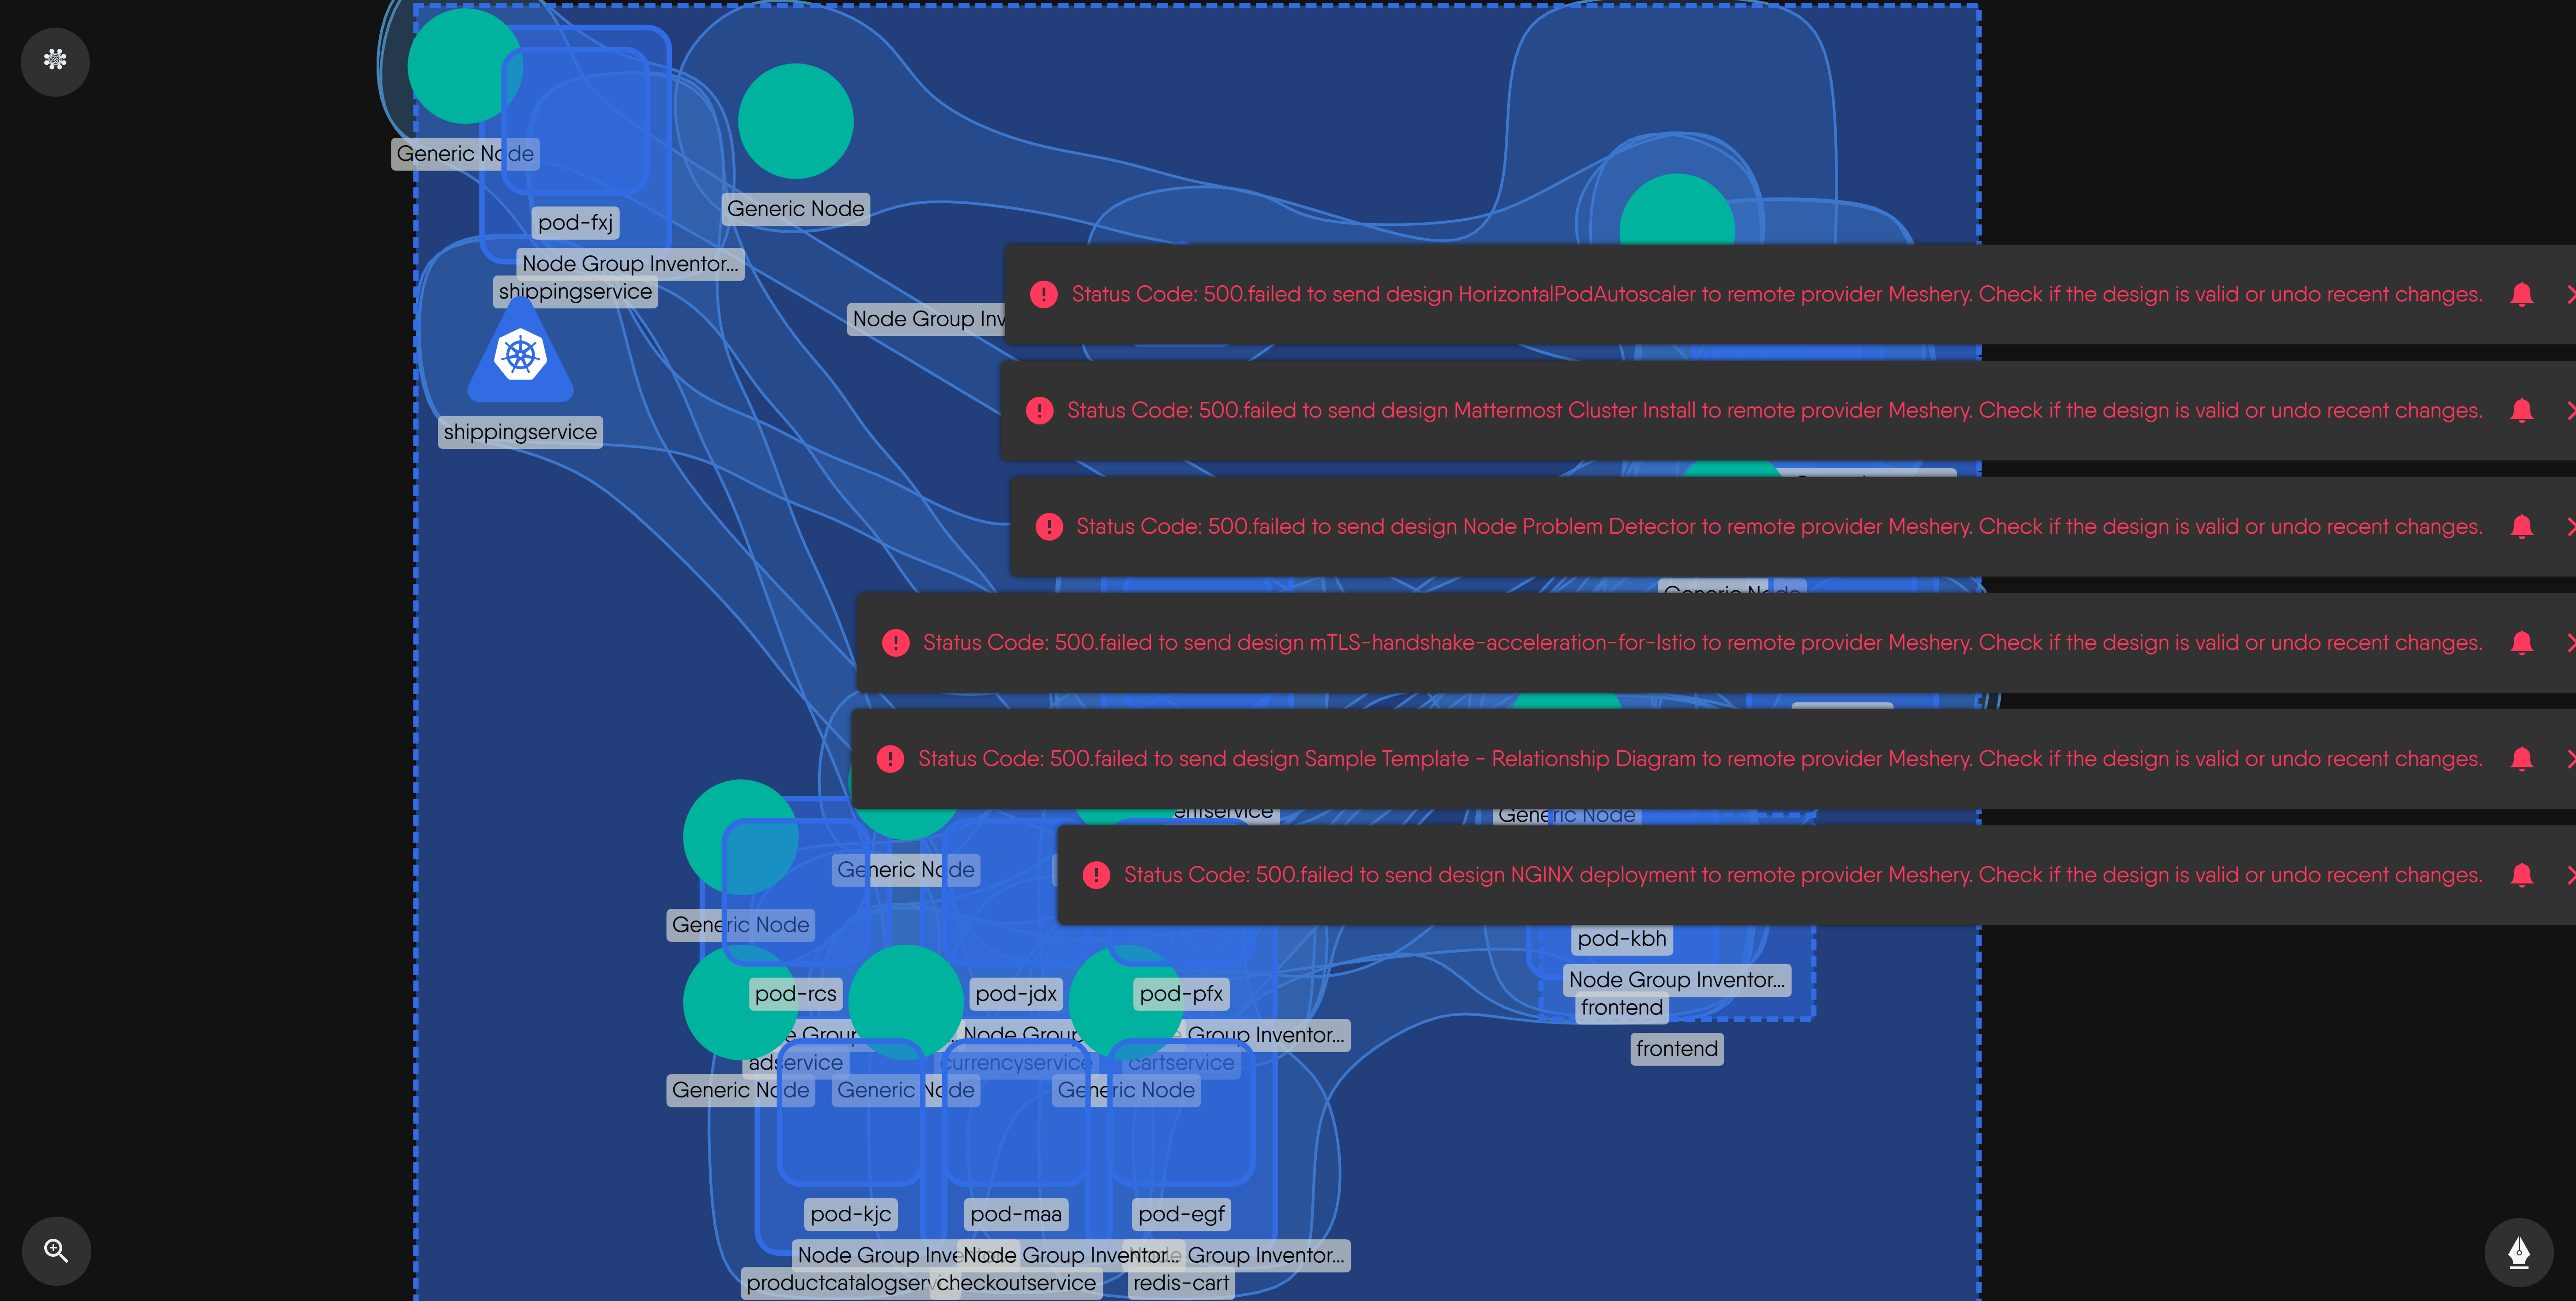 Generic Node
pod-fxj
Generic Node
Node Group Inventor...
shippingservice
Status Code: 500.failed to send design HorizontalPodAutoscaler to remote provider Meshery. Check if the design is valid or undo recent changes.
Node Group Inv
Status Code: 500.failed to send design Mattermost Cluster Install to remote provider Meshery. Check if the design is valid or undo recent changes.
shippingservice
Status Code: 500.failed to send design Node Problem Detector to remote provider Meshery. Check if the design is valid or undo recent changes.
Generic Node
Status Code: 500.failed to send design mTLS-handshake-acceleration-for-Istio to remote provider Meshery. Check if the design is valid or undo recent changes.
Status Code: 500.failed to send design Sample Template - Relationship Diagram to remote provider Meshery. Check if the design is valid or undo recent changes.
Generic Node
Generic Node
Status Code: 500.failed to send design NGINX deployment to remote provider Meshery. Check if the design is valid or undo recent changes.
Generic Node
pod-kbh
Node Group Inventor...
pod-rcs
pod-jdx
pod-pfx
frontend
Node Group
Group Inventor...
frontend
adservice
currencyservice
cartservice
Generic Node
Generic Node
Generic Node
pod-kjc
pod-maa
pod-egf
Node Group Inve
Node Group Inventor...
Group Inventor...
productcatalogserv
checkoutservice
redis-cart